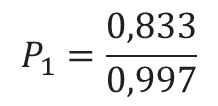 P₁ = 0,833 / 0,997